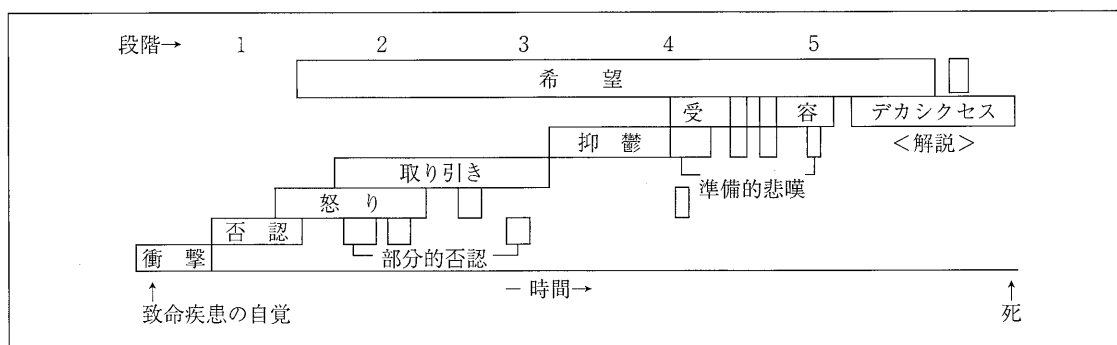 段階→ 1 2 3 4 5
希望
受容 デカシクセス
抑鬱 <解説>
取り引き 準備的悲嘆
怒り
否認
衝撃 部分的否認
− 時間→
致命疾患の自覚 死